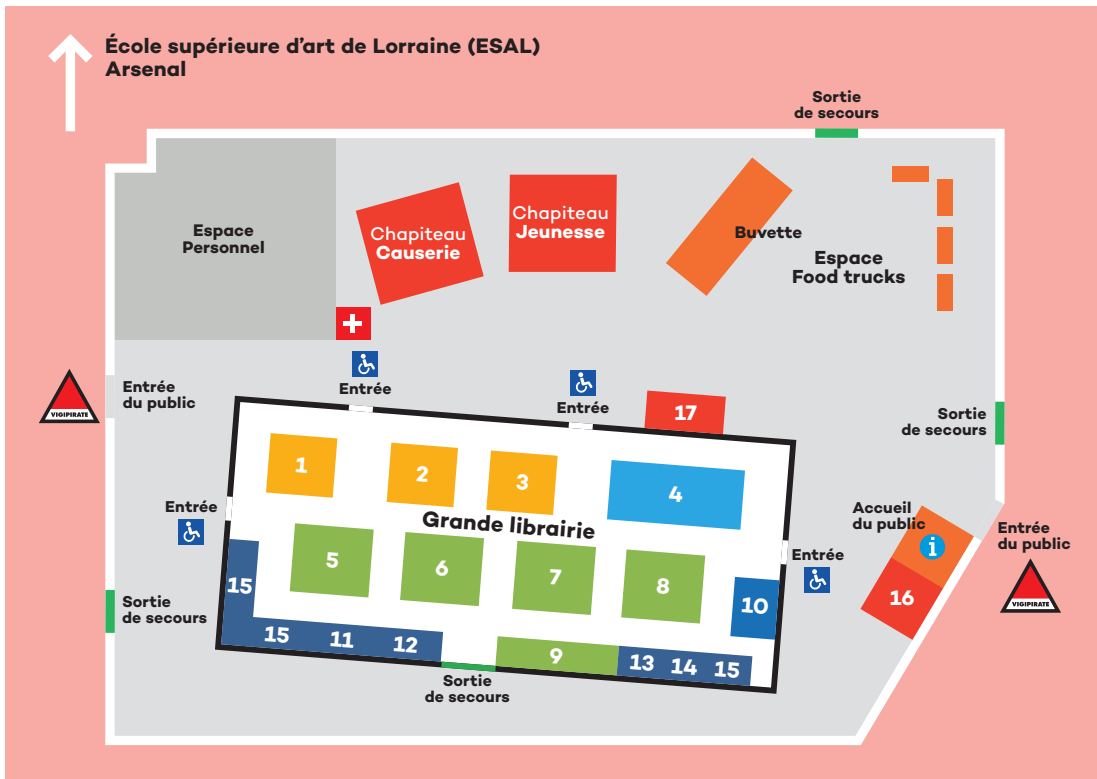 École supérieure d’art de Lorraine (ESAL)
Arsenal
Sortie
de secours
Espace
Personnel
Chapiteau
Causerie
Chapiteau
Jeunesse
Buvette
Espace
Food trucks
Entrée
du public
VIGIPIRATE
Entrée
Entrée
17
Sortie
de secours
1
2
3
4
Grande librairie
Entrée
Accueil
du public
i
Entrée
du public
VIGIPIRATE
16
5
6
7
8
Entrée
15
10
Sortie
de secours
15
11
12
9
13
14
15
Sortie
de secours